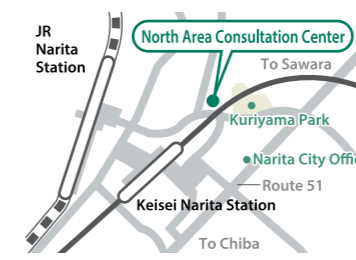 JR
Narita
Station
North Area Consultation Center
To Sawara
Kuriyama Park
Narita City Offi
Route 51
Keisei Narita Station
To Chiba